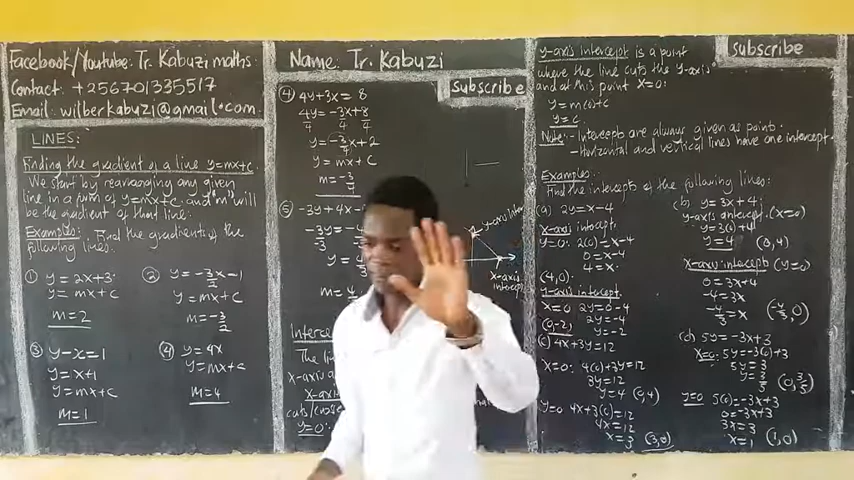 Facebook/Youtube: Tr. Kabuzi maths.
Contact: +256701335517
Email: wilberkabuzi@gmail.com
LINES:
Finding the gradient of a line y=mx+c
We start by rearranging any given
line in a form of y=mx+c and m will
be the gradient of that line.
Examples: Find the gradients of the
following lines:
① y = 2x+3
y = mx+c
m=2
② y = -3/2x-1
y = mx+c
m=-3/2
③ y-x=1
y = x+1
y = mx+c
m=1
④ y=4x
y=mx+c
m=4
Name: Tr. Kabuzi
Subscribe
④ 4y+3x = 8
4y/4 = -3x/4+8/4
y = -3/4x+2
y = mx+c
m = -3/4
⑤ -3y+4x
-3y/-3
y = 4
m = 4
y-axis
x-axis
The
x-axis
y=0
y-axis intercept is a point
where the line cuts the y-axis
and at this point x=0:
y = m(0)+c
y = c
Note: - Intercepts are always given as points.
- Horizontal and vertical lines have one intercept
Subscribe
Examples:
Find the intercepts of the following lines:
(a) 2y = x-4
x-axis intercept
y=0: 2(0) = x-4
0 = x-4
4 = x
(4,0)
y-axis intercept
x=0 2y=0-4
2y=-4
y=-2
(0,-2)
(c) 4x+3y=12
x=0: 4(0)+3y=12
3y=12
y=4 (0,4)
y=0 4x+3(0)=12
4x=12
x=3 (3,0)
(b) y=3x+4
y-axis intercept (x=0)
y=3(0)+4
y=4 (0,4)
x-axis intercept (y=0)
0=3x+4
-4=3x
-4/3=x (-4/3,0)
(d) 5y=-3x+3
x=0: 5y=-3(0)+3
5y=3
y=3/5 (0,3/5)
y=0 5(0)=-3x+3
0=-3x+3
3x=3
x=1 (1,0)